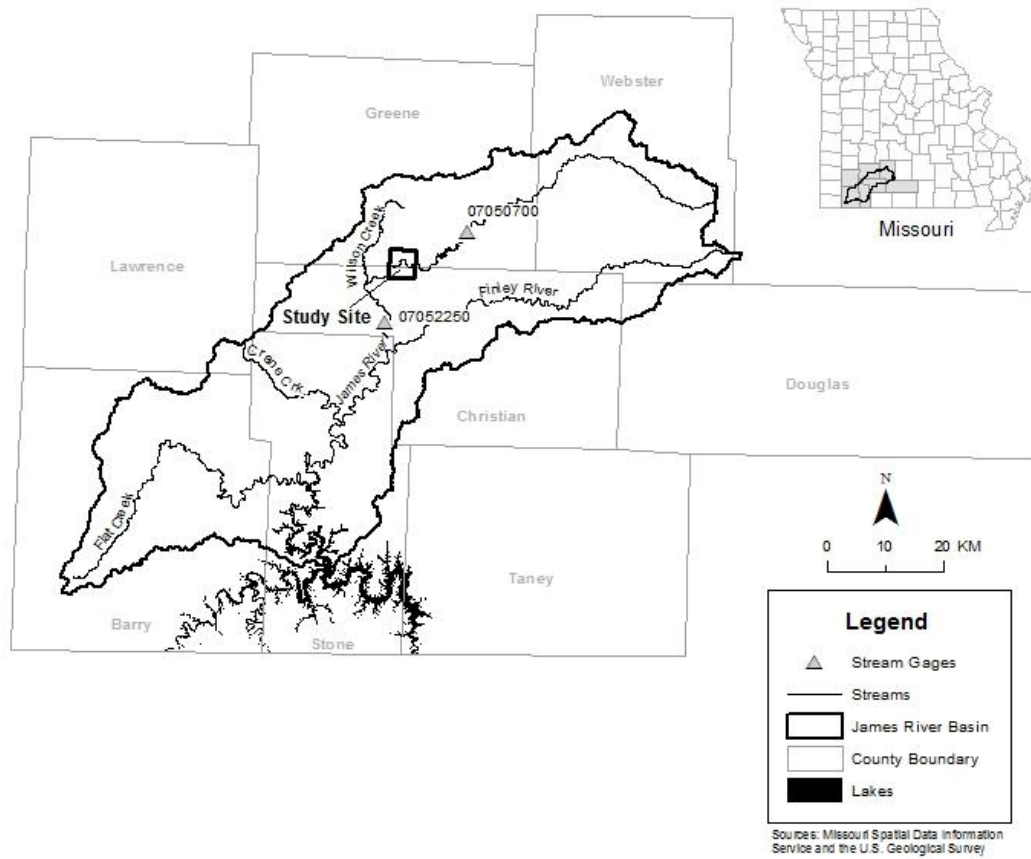 Webster
Greene
Missouri
07050700
Wilson Creek
Lawrence
Finley River
Study Site
07052250
Crane Crk.
James River
Douglas
Christian
Flat Creek
N
0 10 20 KM
Taney
Barry
Stone
Legend
Stream Gages
Streams
James River Basin
County Boundary
Lakes
Sources: Missouri Spatial Data Information
Service and the U.S. Geological Survey